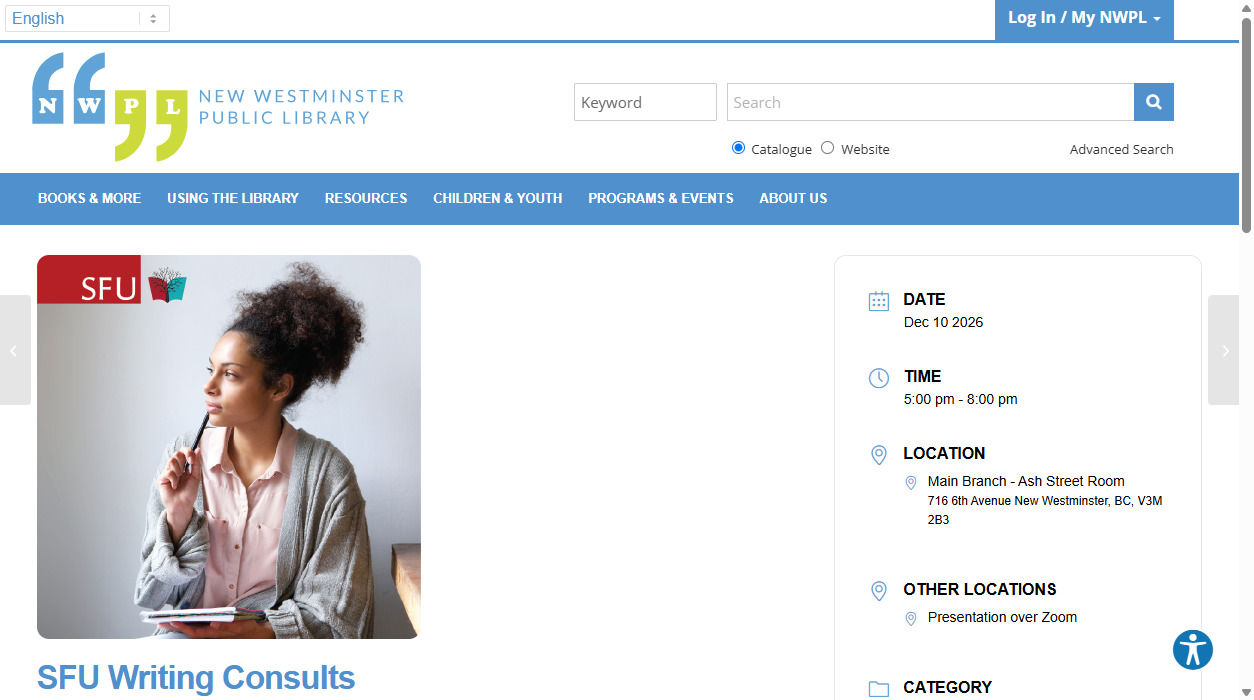 English
Log In / My NWPL
N W P L
NEW WESTMINSTER
PUBLIC LIBRARY
Keyword
Search
Catalogue
Website
Advanced Search
BOOKS & MORE
USING THE LIBRARY
RESOURCES
CHILDREN & YOUTH
PROGRAMS & EVENTS
ABOUT US
SFU
DATE
Dec 10 2026
TIME
5:00 pm - 8:00 pm
LOCATION
Main Branch - Ash Street Room
716 6th Avenue New Westminster, BC, V3M
2B3
OTHER LOCATIONS
Presentation over Zoom
CATEGORY
SFU Writing Consults